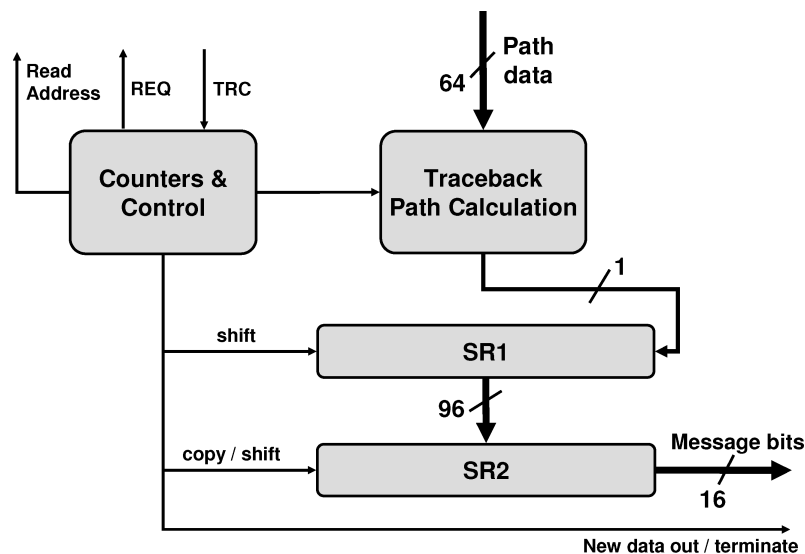 Path
data
64
Read
Address
REQ
TRC
Counters &
Control
Traceback
Path Calculation
1
shift
SR1
96
copy / shift
SR2
Message bits
16
New data out / terminate